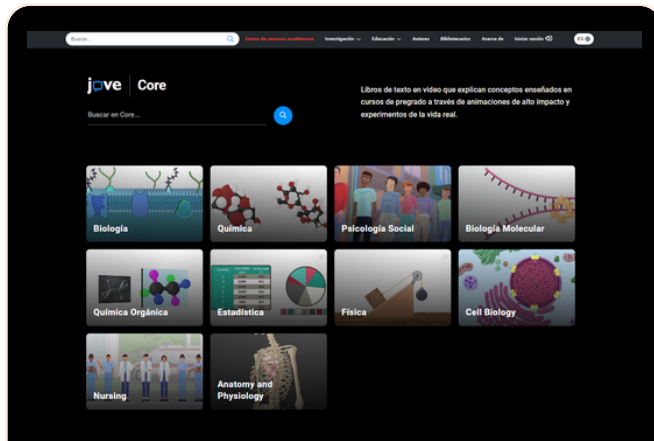 Buscar...
Centro de recursos académicos Investigación Educación Autores Bibliotecarios Acerca de Iniciar sesión ES
jove Core
Libros de texto en video que explican conceptos enseñados en
cursos de pregrado a través de animaciones de alto impacto y
experimentos de la vida real.
Buscar en Core...
Biología
Química
Psicología Social
Biología Molecular
Química Orgánica
Estadística
Física
Cell Biology
Nursing
Anatomy and
Physiology